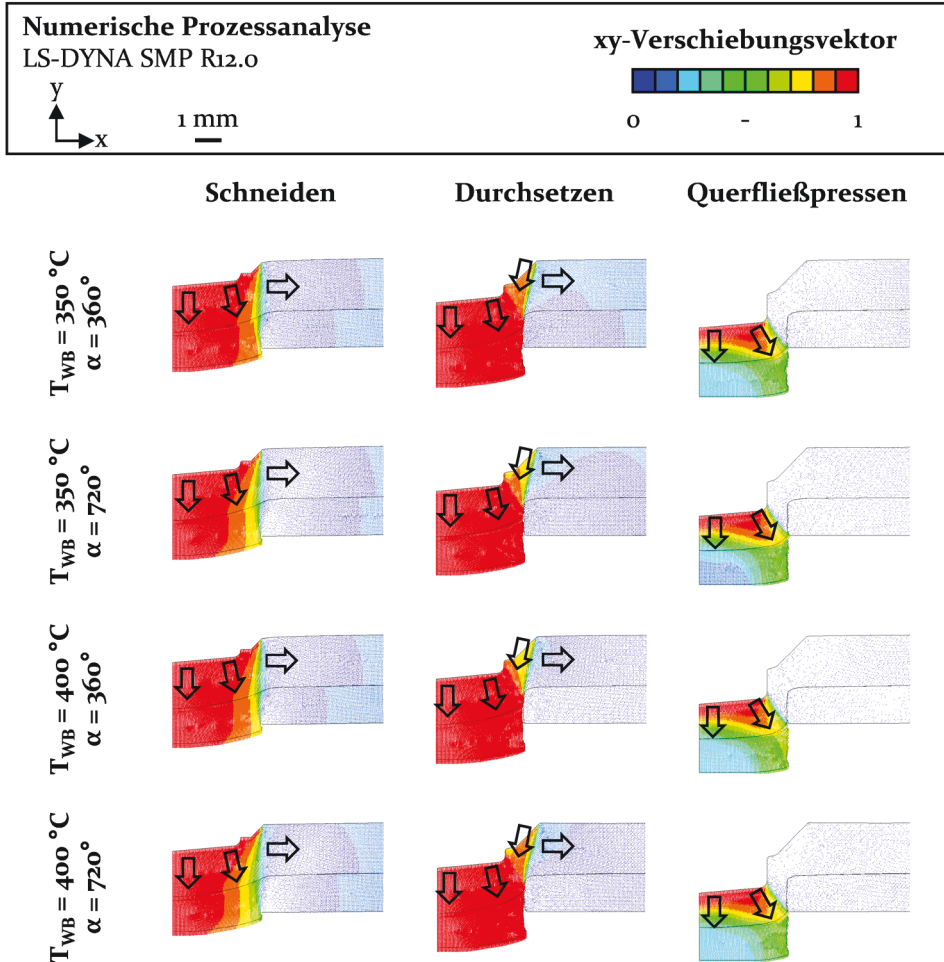 Numerische Prozessanalyse
LS-DYNA SMP R12.0
y
x
1 mm
xy-Verschiebungsvektor
0 - 1
Schneiden Durchsetzen Querfließpressen
T_WB = 350 °C
α = 360°
T_WB = 350 °C
α = 720°
T_WB = 400 °C
α = 360°
T_WB = 400 °C
α = 720°